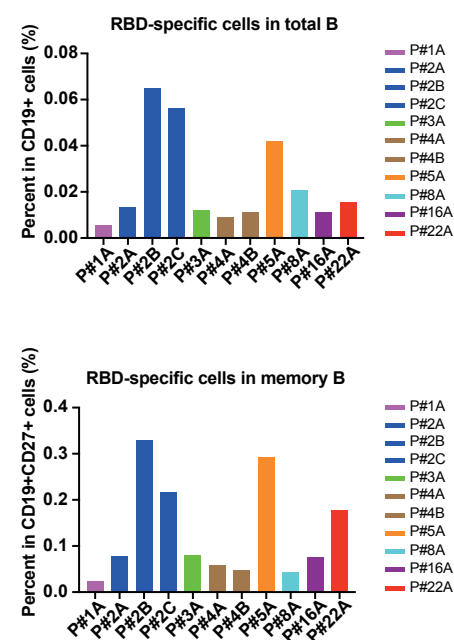 RBD-specific cells in total B
Percent in CD19+ cells (%)
0.08
0.06
0.04
0.02
0.00
P#1A
P#2A
P#2B
P#2C
P#3A
P#4A
P#4B
P#5A
P#8A
P#16A
P#22A
P#1A
P#2A
P#2B
P#2C
P#3A
P#4A
P#4B
P#5A
P#8A
P#16A
P#22A
RBD-specific cells in memory B
Percent in CD19+CD27+ cells (%)
0.4
0.3
0.2
0.1
0.0
P#1A
P#2A
P#2B
P#2C
P#3A
P#4A
P#4B
P#5A
P#8A
P#16A
P#22A
P#1A
P#2A
P#2B
P#2C
P#3A
P#4A
P#4B
P#5A
P#8A
P#16A
P#22A